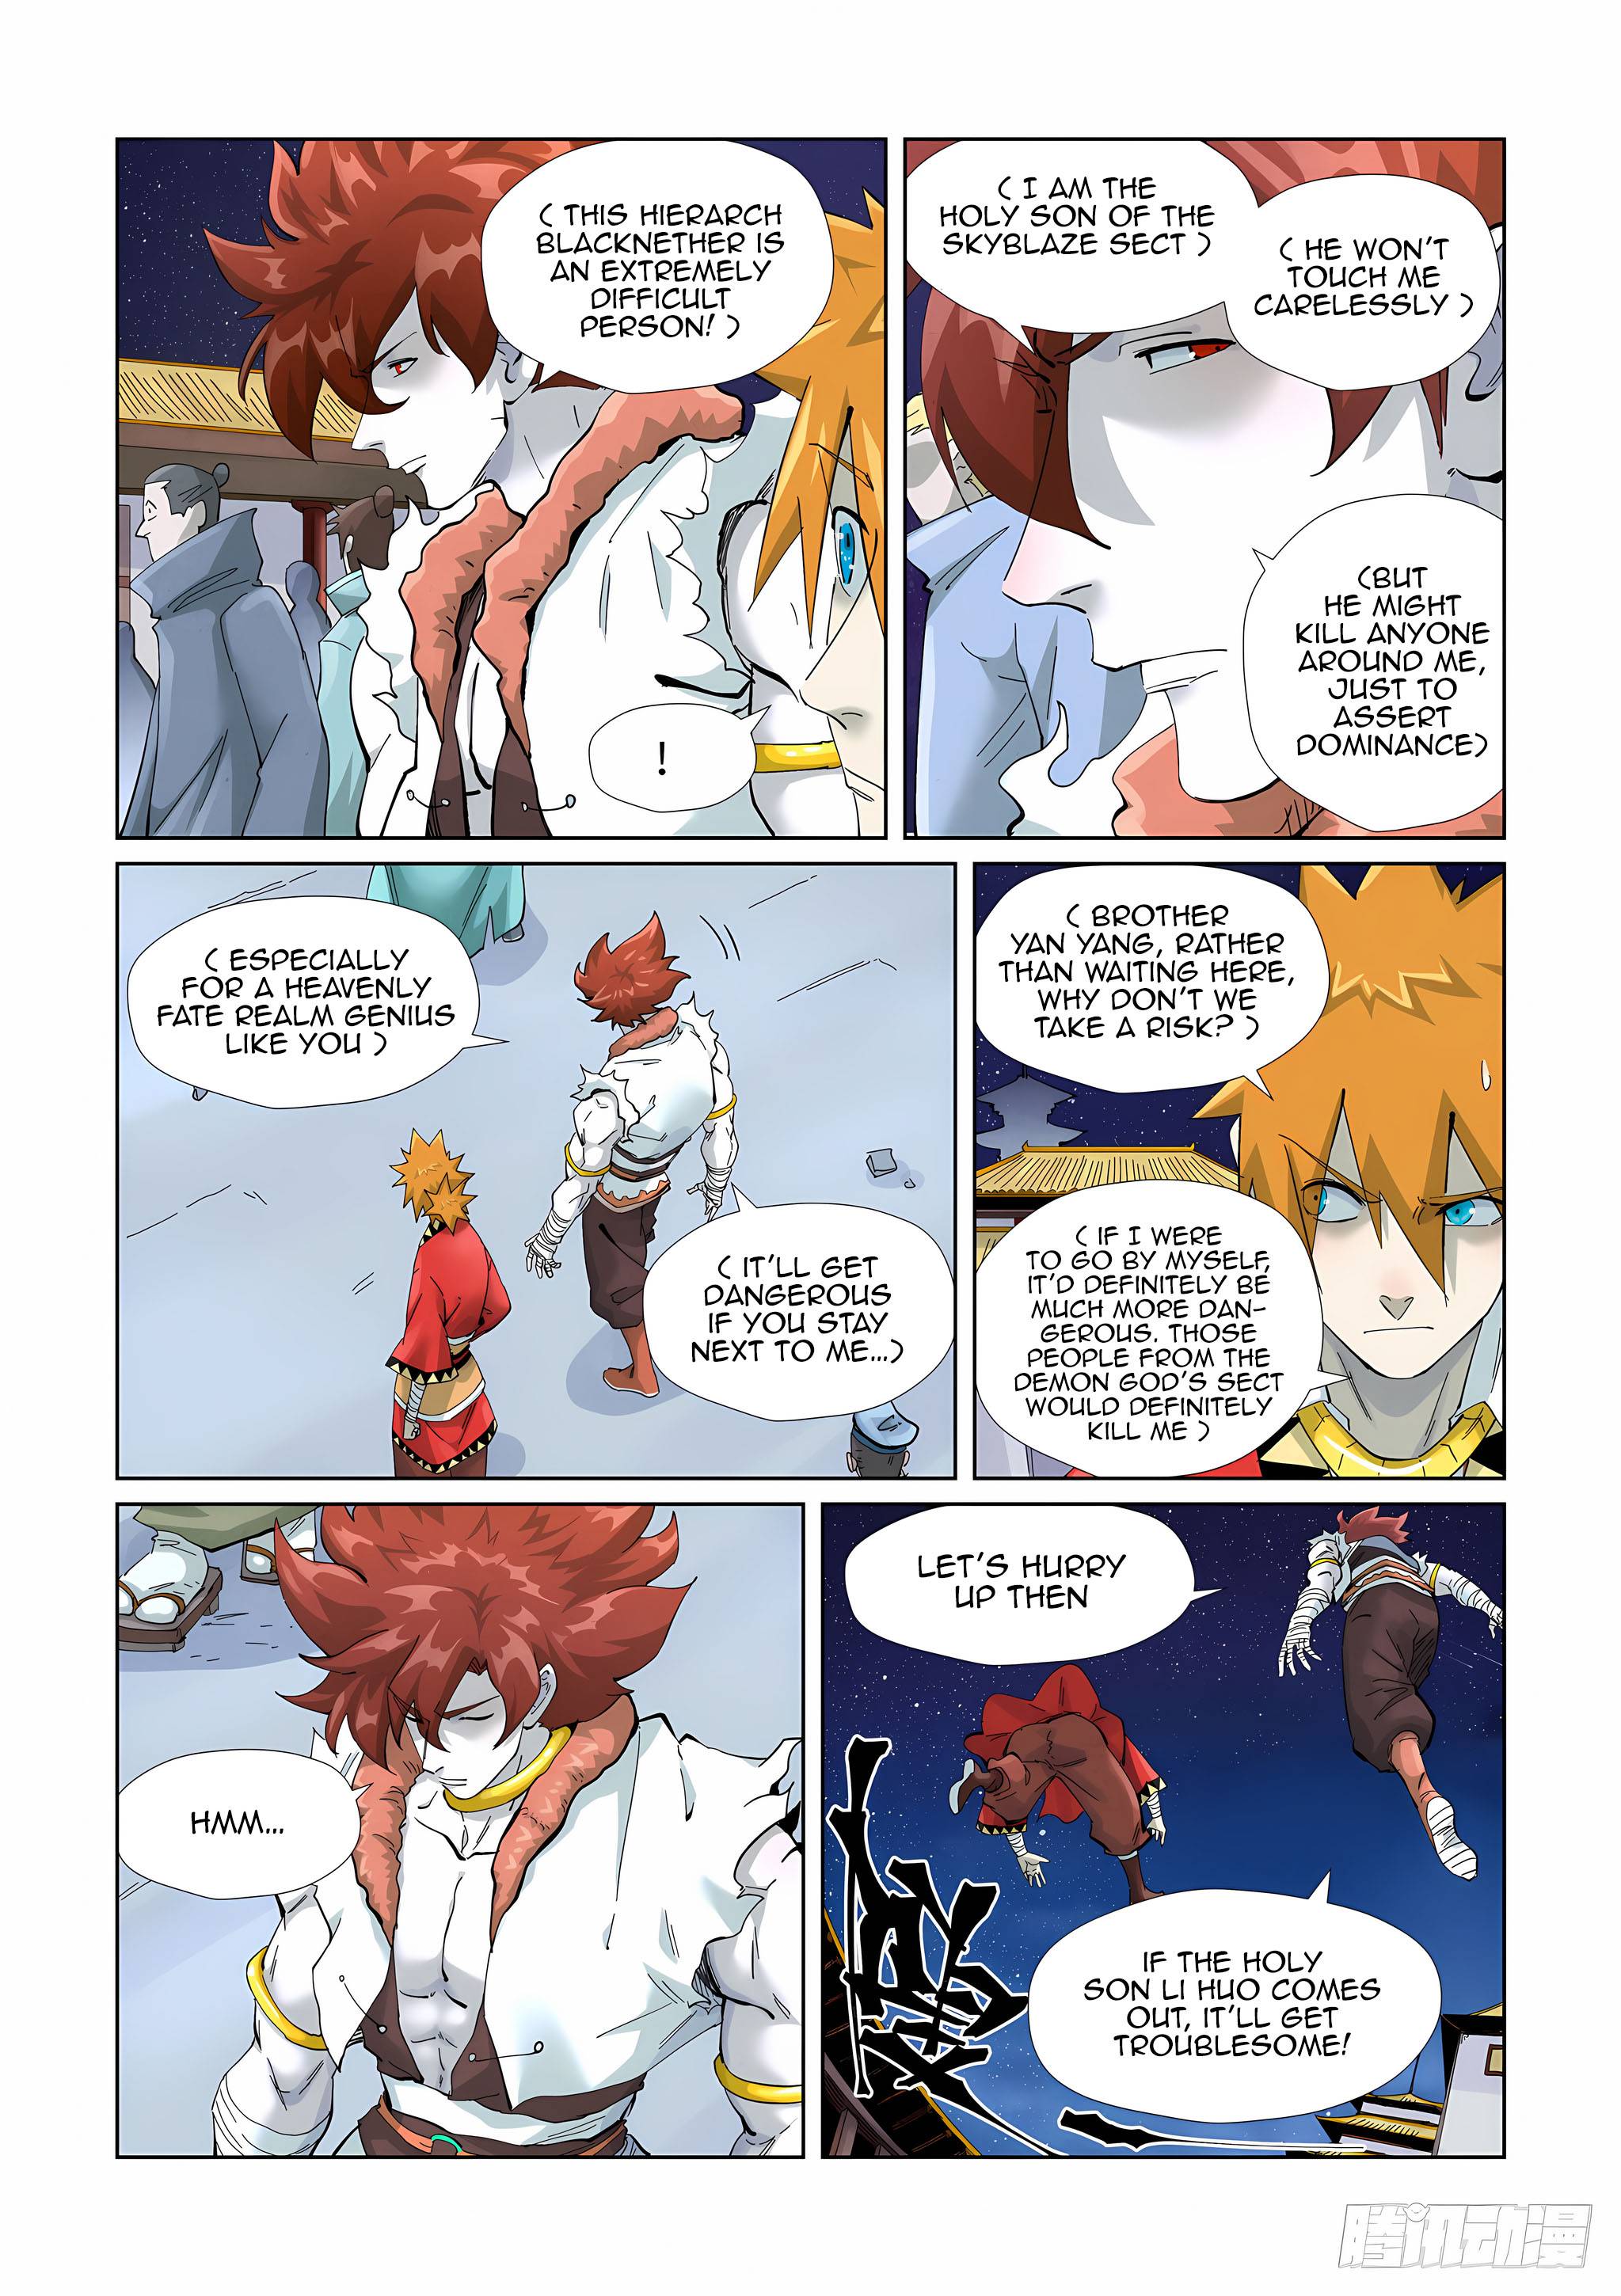 ( THIS HIERARCH
BLACKNETHER IS
AN EXTREMELY
DIFFICULT
PERSON! )
!
( I AM THE
HOLY SON OF THE
SKYBLAZE SECT )
( HE WON'T
TOUCH ME
CARELESSLY )
(BUT
HE MIGHT
KILL ANYONE
AROUND ME,
JUST TO
ASSERT
DOMINANCE)
( ESPECIALLY
FOR A HEAVENLY
FATE REALM GENIUS
LIKE YOU )
( IT'LL GET
DANGEROUS
IF YOU STAY
NEXT TO ME...)
( BROTHER
YAN YANG, RATHER
THAN WAITING HERE,
WHY DON'T WE
TAKE A RISK? )
( IF I WERE
TO GO BY MYSELF,
IT'D DEFINITELY BE
MUCH MORE DAN-
GEROUS. THOSE
PEOPLE FROM THE
DEMON GOD'S SECT
WOULD DEFINITELY
KILL ME )
HMM...
LET'S HURRY
UP THEN
IF THE HOLY
SON LI HUO COMES
OUT, IT'LL GET
TROUBLESOME!
腾讯动漫